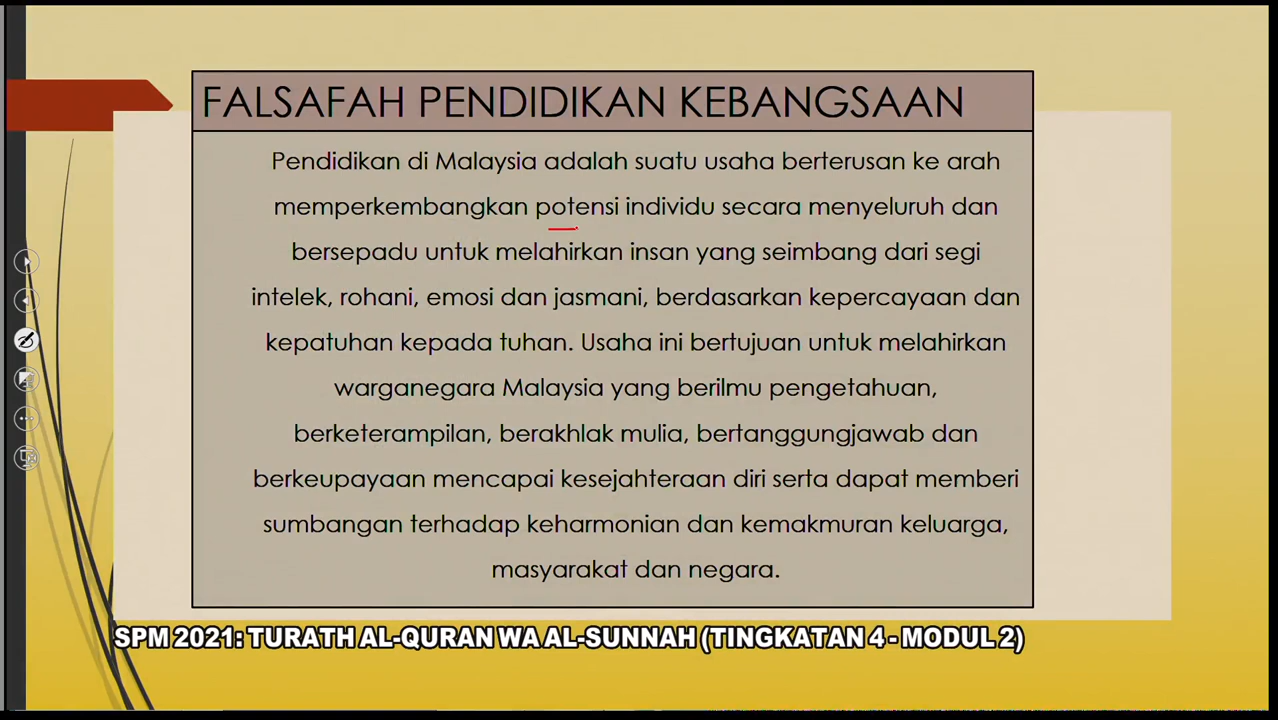 FALSAFAH PENDIDIKAN KEBANGSAAN
Pendidikan di Malaysia adalah suatu usaha berterusan ke arah
memperkembangkan potensi individu secara menyeluruh dan
bersepadu untuk melahirkan insan yang seimbang dari segi
intelek, rohani, emosi dan jasmani, berdasarkan kepercayaan dan
kepatuhan kepada tuhan. Usaha ini bertujuan untuk melahirkan
warganegara Malaysia yang berilmu pengetahuan,
berketerampilan, berakhlak mulia, bertanggungjawab dan
berkeupayaan mencapai kesejahteraan diri serta dapat memberi
sumbangan terhadap keharmonian dan kemakmuran keluarga,
masyarakat dan negara.
SPM 2021: TURATH AL-QURAN WA AL-SUNNAH (TINGKATAN 4 - MODUL 2)